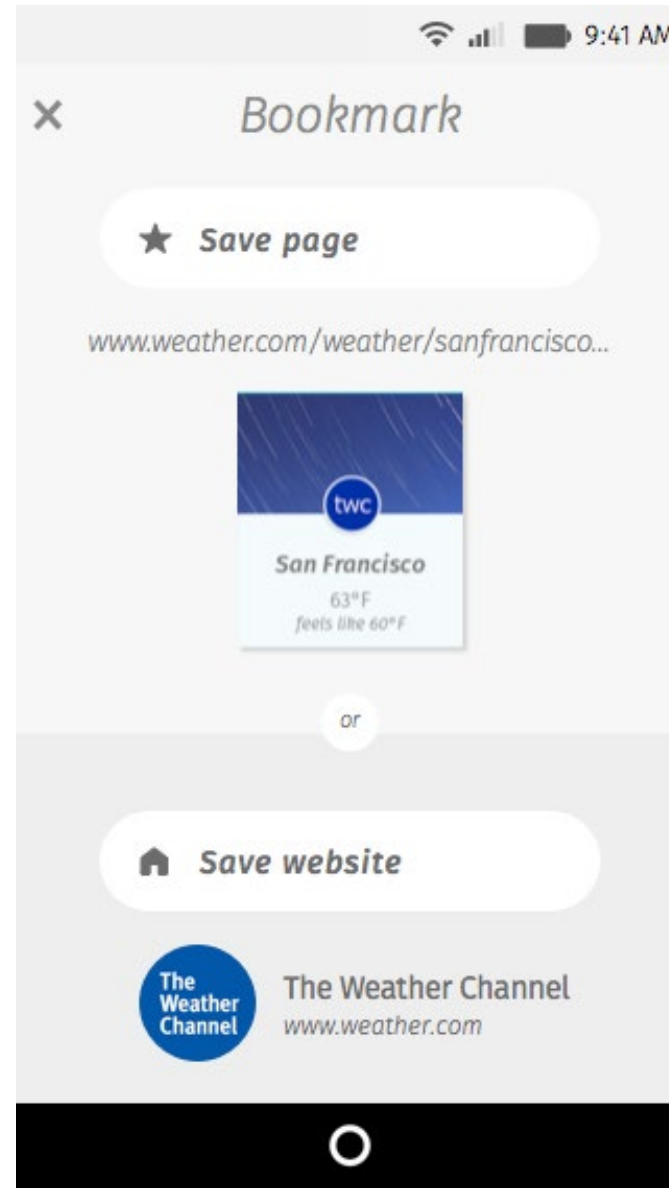 9:41 AM
Bookmark
Save page
www.weather.com/weather/sanfrancisco...
twc
San Francisco
63°F
feels like 60°F
or
Save website
The
Weather
Channel
The Weather Channel
www.weather.com